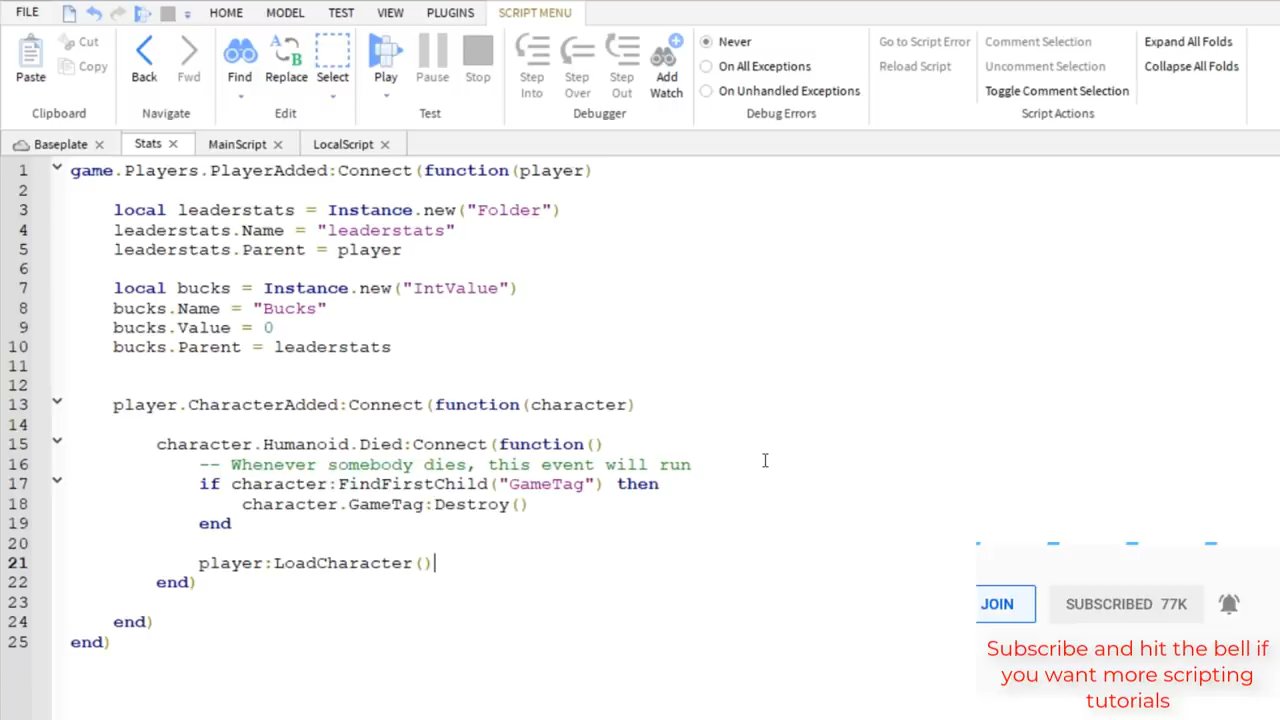 FILE HOME MODEL TEST VIEW PLUGINS SCRIPT MENU
Paste Cut Copy Back Fwd Find Replace Select Play Pause Stop Step Into Step Over Step Out Add Watch Never On All Exceptions On Unhandled Exceptions Go to Script Error Reload Script Comment Selection Uncomment Selection Toggle Comment Selection Expand All Folds Collapse All Folds
Clipboard Navigate Edit Test Debugger Debug Errors Script Actions
Baseplate Stats MainScript LocalScript
1 game.Players.PlayerAdded:Connect(function(player)
2
3 local leaderstats = Instance.new("Folder")
4 leaderstats.Name = "leaderstats"
5 leaderstats.Parent = player
6
7 local bucks = Instance.new("IntValue")
8 bucks.Name = "Bucks"
9 bucks.Value = 0
10 bucks.Parent = leaderstats
11
12
13 player.CharacterAdded:Connect(function(character)
14
15 character.Humanoid.Died:Connect(function()
16 -- Whenever somebody dies, this event will run
17 if character:FindFirstChild("GameTag") then
18 character.GameTag:Destroy()
19 end
20
21 player:LoadCharacter()
22 end)
23
24 end)
25 end)
JOIN SUBSCRIBED 77K
Subscribe and hit the bell if
you want more scripting
tutorials